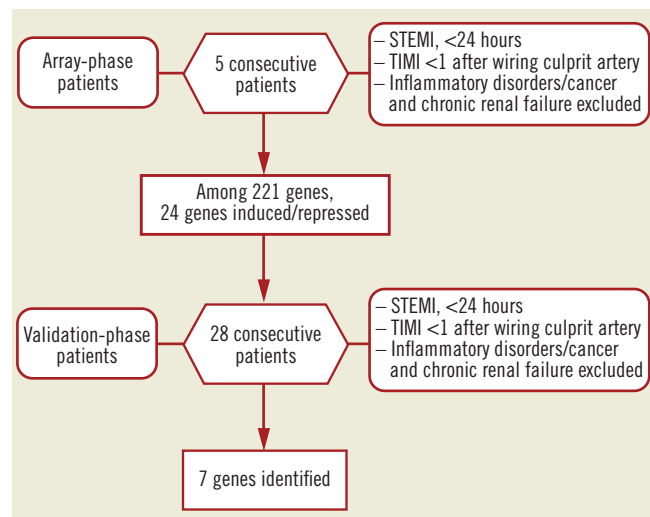 Array-phase
patients
5 consecutive
patients
– STEMI, <24 hours
– TIMI <1 after wiring culprit artery
– Inflammatory disorders/cancer
and chronic renal failure excluded
Among 221 genes,
24 genes induced/repressed
Validation-phase
patients
28 consecutive
patients
– STEMI, <24 hours
– TIMI <1 after wiring culprit artery
– Inflammatory disorders/cancer
and chronic renal failure excluded
7 genes identified